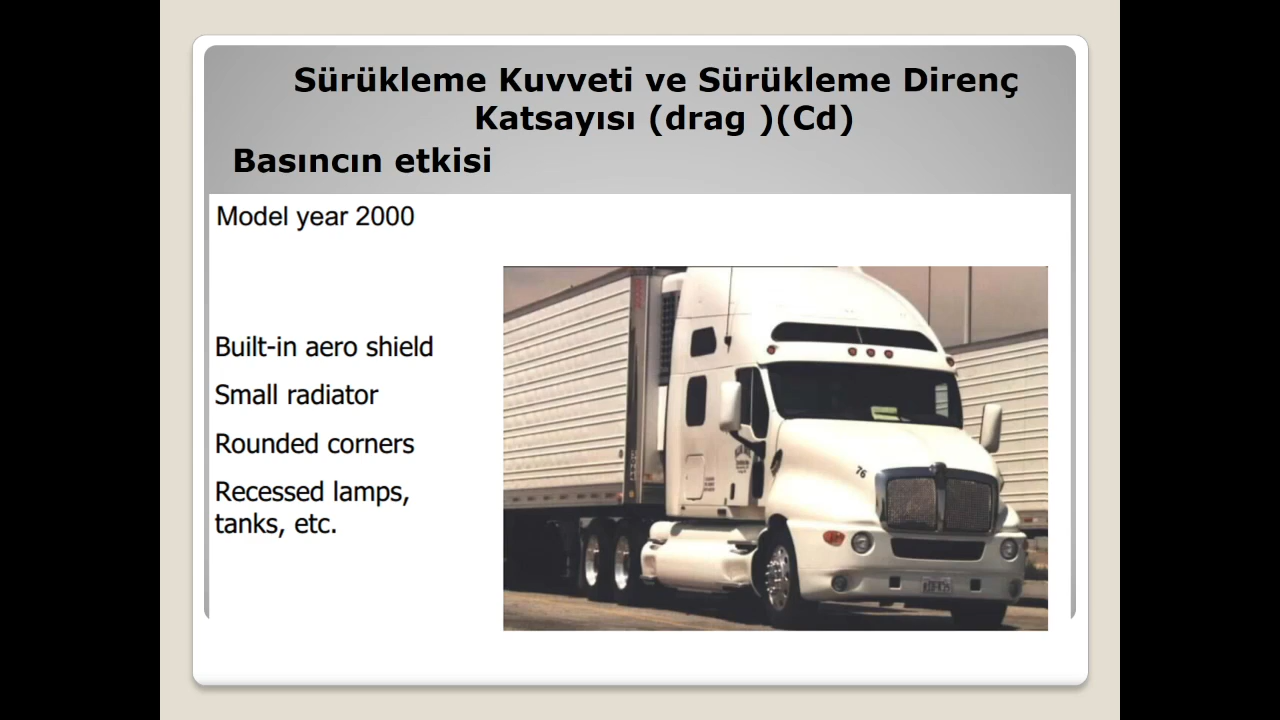 Sürükleme Kuvveti ve Sürükleme Direnç
Katsayısı (drag )(Cd)
Basıncın etkisi
Model year 2000
Built-in aero shield
Small radiator
Rounded corners
Recessed lamps,
tanks, etc.
76